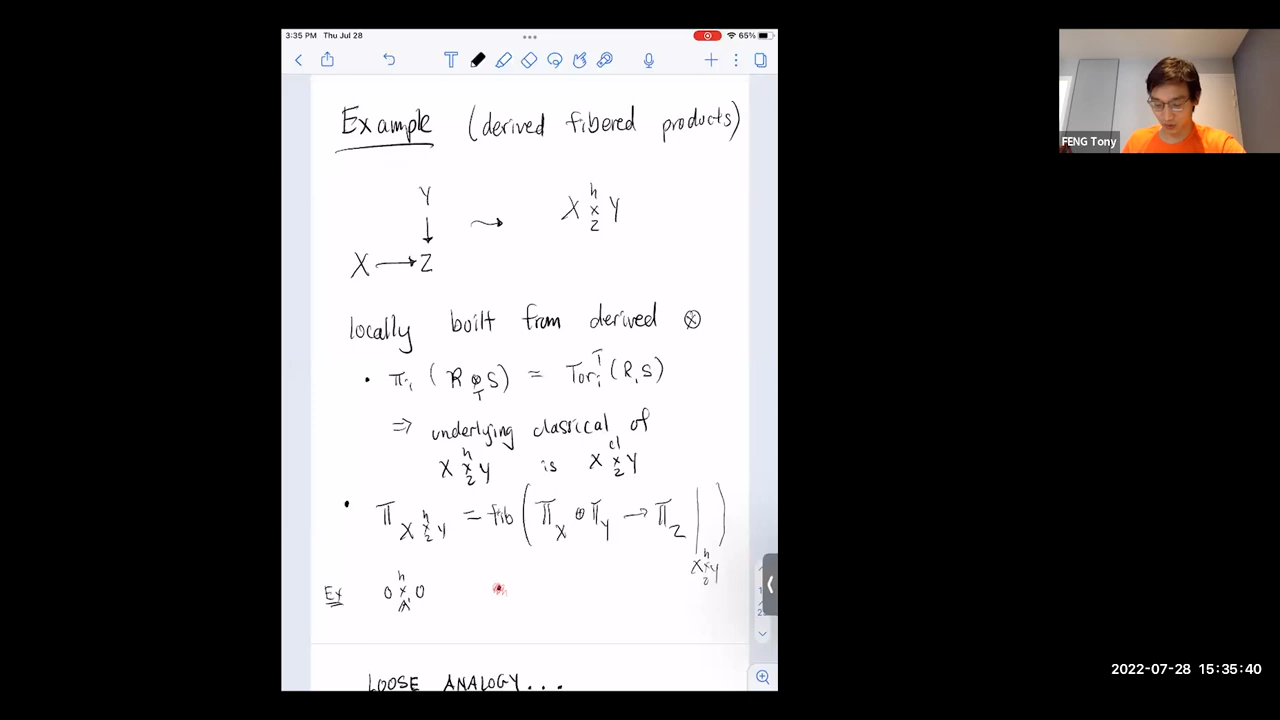 3:35 PM Thu Jul 28
65%
Example (derived fibered products)
Y
↓
X → Z
⇝ X ×^h_Z Y
locally built from derived ⊗
• π_i (R ⊗_T S) = Tor_i^T (R, S)
⇒ underlying classical of
X ×^h_Z Y is X ×^cl_Z Y
• 𝕋_{X ×^h_Z Y} = fib ( 𝕋_X ⊕ 𝕋_Y → 𝕋_Z |_{X ×^h_Z Y} )
Ex 0 ×^h_{𝔸^1} 0
LOOSE ANALOGY...
FENG Tony
2022-07-28 15:35:40